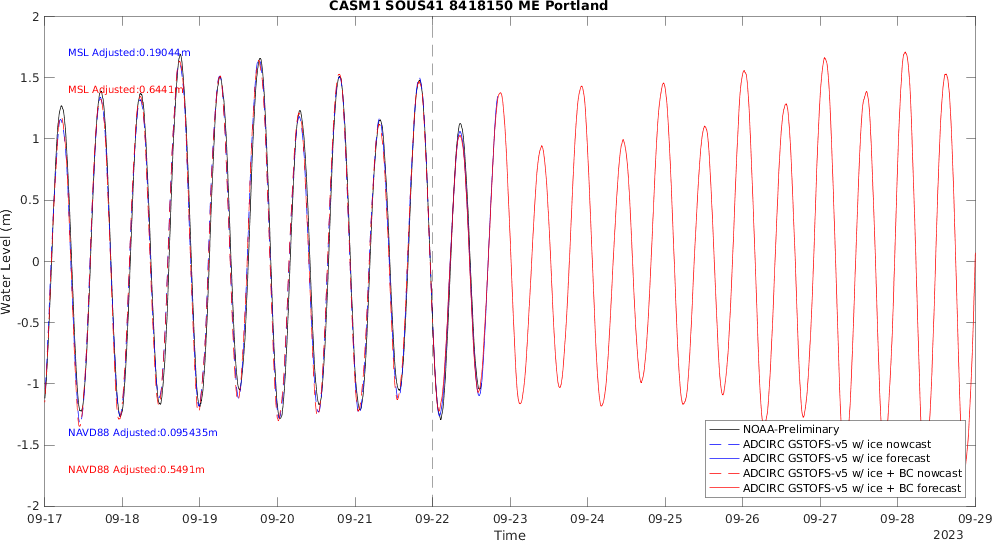 CASM1 SOUS41 8418150 ME Portland
2
1.5
1
0.5
0
-0.5
-1
-1.5
-2
Water Level (m)
MSL Adjusted:0.19044m
MSL Adjusted:0.6441m
NAVD88 Adjusted:0.095435m
NAVD88 Adjusted:0.5491m
NOAA-Preliminary
ADCIRC GSTOFS-v5 w/ ice nowcast
ADCIRC GSTOFS-v5 w/ ice forecast
ADCIRC GSTOFS-v5 w/ ice + BC nowcast
ADCIRC GSTOFS-v5 w/ ice + BC forecast
09-17 09-18 09-19 09-20 09-21 09-22 09-23 09-24 09-25 09-26 09-27 09-28 09-29
Time
2023